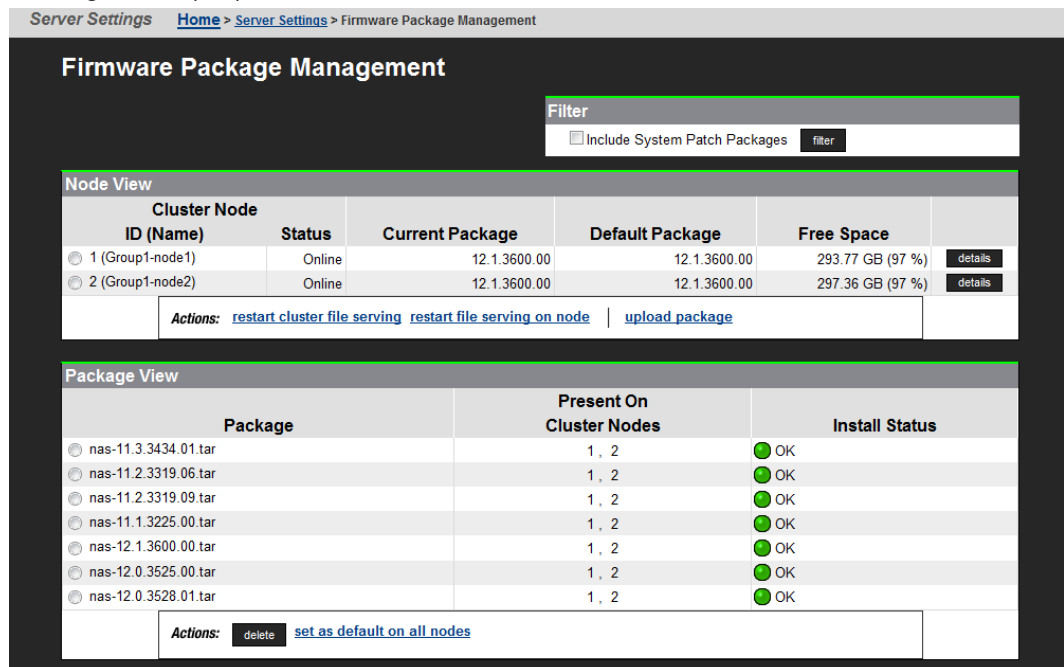 Server Settings Home > Server Settings > Firmware Package Management
Firmware Package Management
Filter
Include System Patch Packages filter
Node View
Cluster Node
ID (Name) Status Current Package Default Package Free Space
1 (Group1-node1) Online 12.1.3600.00 12.1.3600.00 293.77 GB (97 %) details
2 (Group1-node2) Online 12.1.3600.00 12.1.3600.00 297.36 GB (97 %) details
Actions: restart cluster file serving restart file serving on node | upload package
Package View
Present On
Package Cluster Nodes Install Status
nas-11.3.3434.01.tar 1 , 2 OK
nas-11.2.3319.06.tar 1 , 2 OK
nas-11.2.3319.09.tar 1 , 2 OK
nas-11.1.3225.00.tar 1 , 2 OK
nas-12.1.3600.00.tar 1 , 2 OK
nas-12.0.3525.00.tar 1 , 2 OK
nas-12.0.3528.01.tar 1 , 2 OK
Actions: delete set as default on all nodes